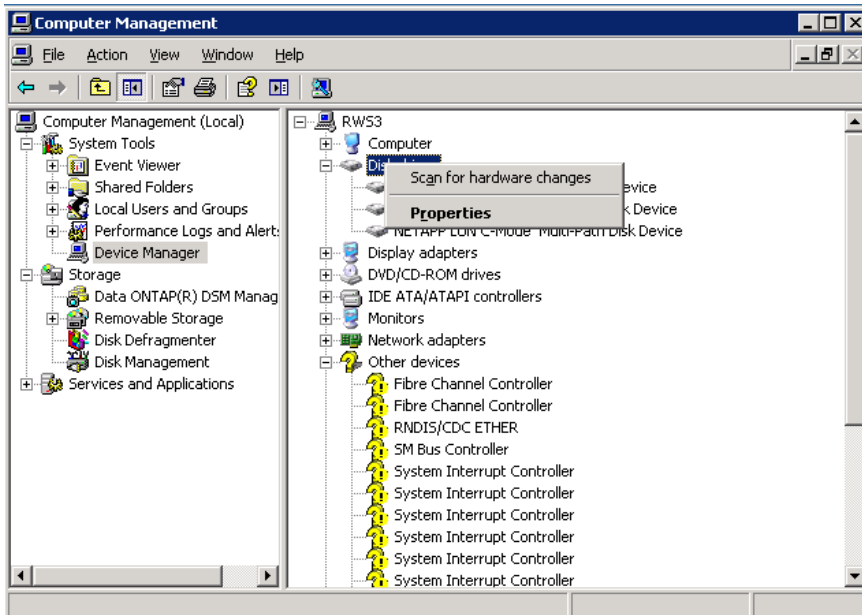 Computer Management
File Action View Window Help
Computer Management (Local)
System Tools
Event Viewer
Shared Folders
Local Users and Groups
Performance Logs and Alert:
Device Manager
Storage
Data ONTAP(R) DSM Manag
Removable Storage
Disk Defragmenter
Disk Management
Services and Applications
RWS3
Computer
Scan for hardware changes
Properties
evice
k Device
NETAPP LUN C-Mode Multi-Path Disk Device
Display adapters
DVD/CD-ROM drives
IDE ATA/ATAPI controllers
Monitors
Network adapters
Other devices
Fibre Channel Controller
Fibre Channel Controller
RNDIS/CDC ETHER
SM Bus Controller
System Interrupt Controller
System Interrupt Controller
System Interrupt Controller
System Interrupt Controller
System Interrupt Controller
System Interrupt Controller